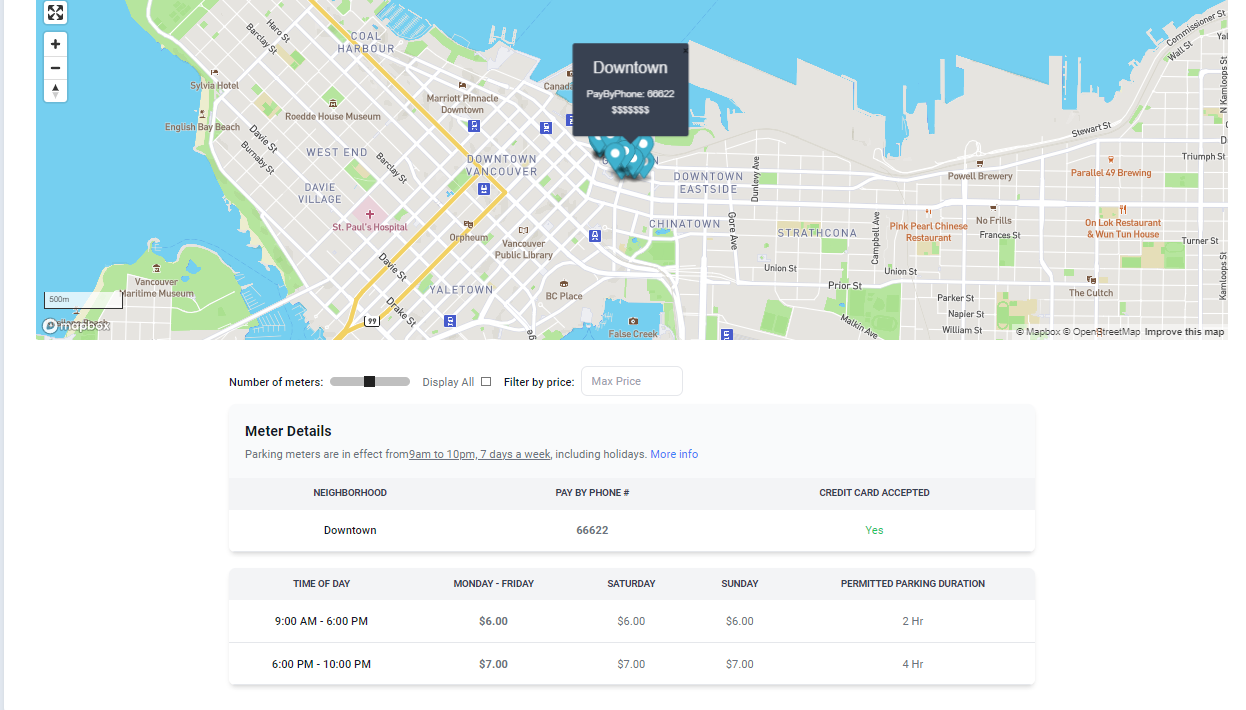 Commissioner St
Wall St
Haro St
Barclay St
COAL
HARBOUR
Downtown
PayByPhone: 66622
$$$$$$$
Sylvia Hotel
Marriott Pinnacle
Downtown
N Kamloops St
Roedde House Museum
English Bay Beach
Davie St
Burnaby St
WEST END
Barclay St
DOWNTOWN
VANCOUVER
Stewart St
Triumph St
DAVIE
VILLAGE
DOWNTOWN
EASTSIDE
Dunlevy Ave
Powell Brewery
Parallel 49 Brewing
St. Paul's Hospital
Orpheum
Vancouver
Public Library
CHINATOWN
Gore Ave
STRATHCONA
Campbell Ave
Pink Pearl Chinese
Restaurant
No Frills
Frances St
On Lok Restaurant
& Wun Tun House
Turner St
Davie St
Union St
Union St
Vancouver
Maritime Museum
YALETOWN
BC Place
Prior St
The Cultch
Kamloops St
500m
Drake St
99
False Creek
Malkin Ave
Parker St
Napier St
William St
mapbox
© Mapbox © OpenStreetMap Improve this map
Number of meters: Display All Filter by price: Max Price
Meter Details
Parking meters are in effect from9am to 10pm, 7 days a week, including holidays. More info
NEIGHBORHOOD PAY BY PHONE # CREDIT CARD ACCEPTED
Downtown 66622 Yes
TIME OF DAY MONDAY - FRIDAY SATURDAY SUNDAY PERMITTED PARKING DURATION
9:00 AM - 6:00 PM $6.00 $6.00 $6.00 2 Hr
6:00 PM - 10:00 PM $7.00 $7.00 $7.00 4 Hr